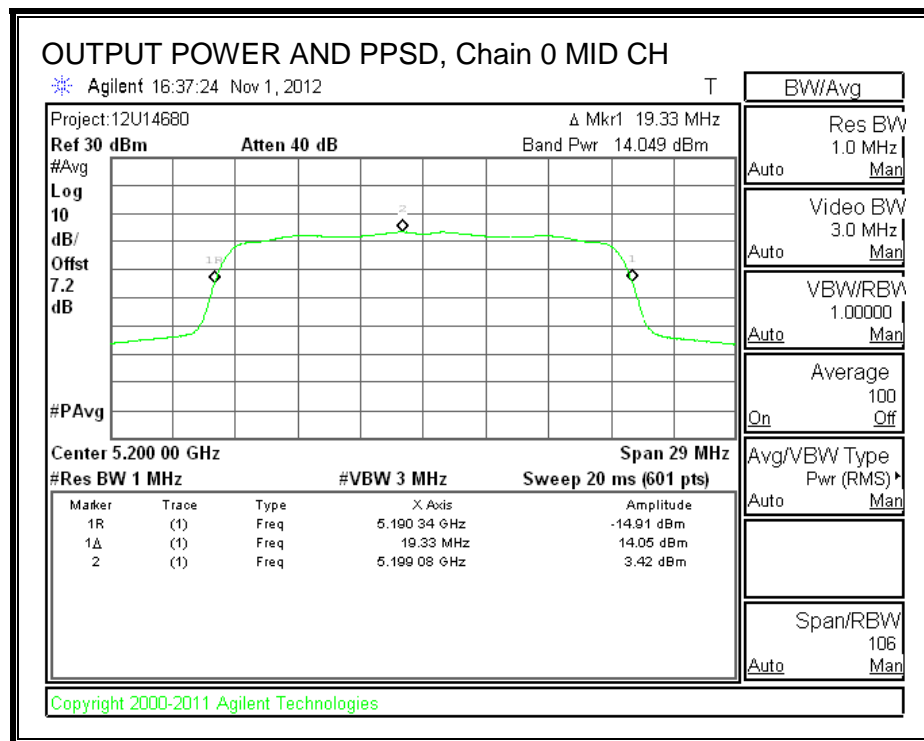 OUTPUT POWER AND PPSD, Chain 0 MID CH
Agilent 16:37:24 Nov 1, 2012 T
Project:12U14680 Δ Mkr1 19.33 MHz
Ref 30 dBm Atten 40 dB Band Pwr 14.049 dBm
#Avg
Log
10
dB/
Offst
7.2
dB
#PAvg
1R
2
1
Center 5.200 00 GHz Span 29 MHz
#Res BW 1 MHz #VBW 3 MHz Sweep 20 ms (601 pts)
Marker Trace Type X Axis Amplitude
1R (1) Freq 5.190 34 GHz -14.91 dBm
1Δ (1) Freq 19.33 MHz 14.05 dBm
2 (1) Freq 5.199 08 GHz 3.42 dBm
BW/Avg
Res BW
1.0 MHz
Auto Man
Video BW
3.0 MHz
Auto Man
VBW/RBW
1.00000
Auto Man
Average
100
On Off
Avg/VBW Type
Pwr (RMS)
Auto Man
Span/RBW
106
Auto Man
Copyright 2000-2011 Agilent Technologies